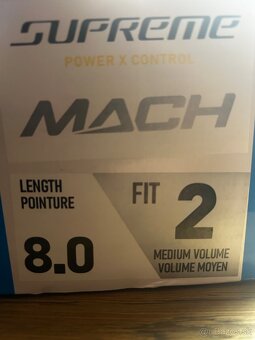 SUPREME
POWER X CONTROL
MACH
LENGTH
POINTURE
8.0
FIT 2
MEDIUM VOLUME
VOLUME MOYEN